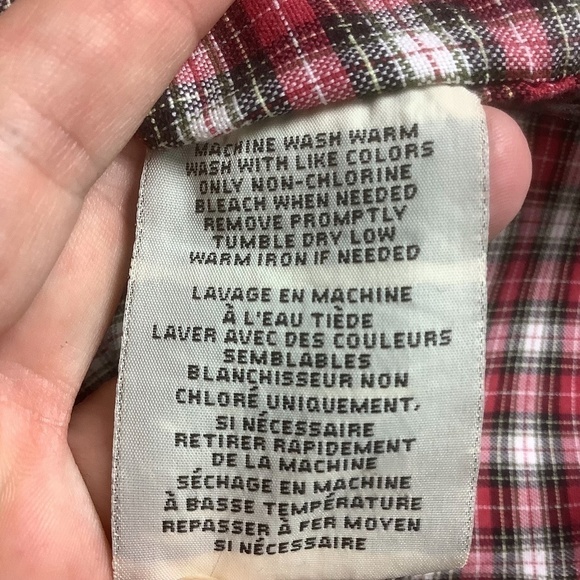 MACHINE WASH WARM
WASH WITH LIKE COLORS
ONLY NON-CHLORINE
BLEACH WHEN NEEDED
REMOVE PROMPTLY
TUMBLE DRY LOW
WARM IRON IF NEEDED
LAVAGE EN MACHINE
À L'EAU TIÈDE
LAVER AVEC DES COULEURS
SEMBLABLES
BLANCHISSEUR NON
CHLORÉ UNIQUEMENT,
SI NÉCESSAIRE
RETIRER RAPIDEMENT
DE LA MACHINE
SÉCHAGE EN MACHINE
À BASSE TEMPÉRATURE
REPASSER À FER MOYEN
SI NÉCESSAIRE